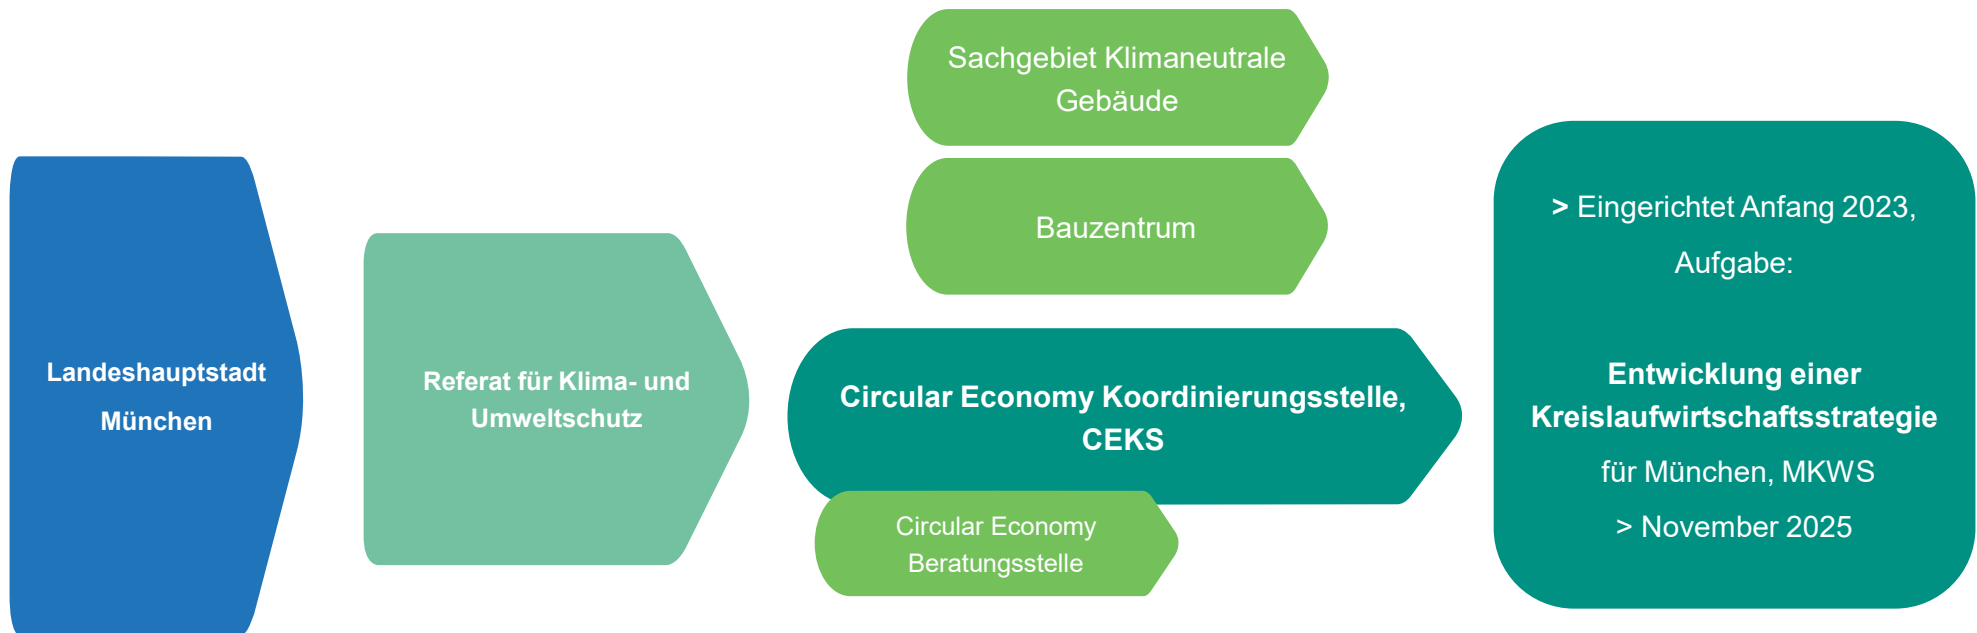 Landeshauptstadt
München
Referat für Klima- und
Umweltschutz
Sachgebiet Klimaneutrale
Gebäude
Bauzentrum
Circular Economy Koordinierungsstelle,
CEKS
Circular Economy
Beratungsstelle
> Eingerichtet Anfang 2023,
Aufgabe:
Entwicklung einer
Kreislaufwirtschaftsstrategie
für München, MKWS
> November 2025